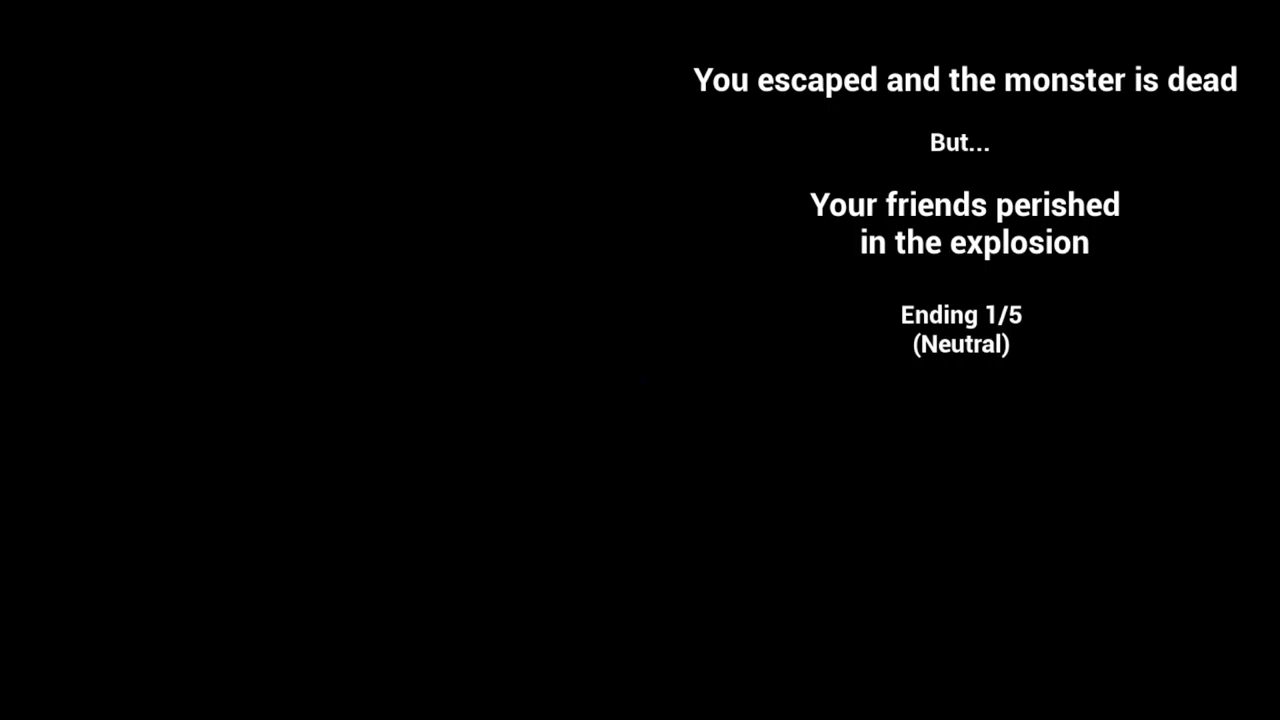 You escaped and the monster is dead
But...
Your friends perished
in the explosion
Ending 1/5
(Neutral)